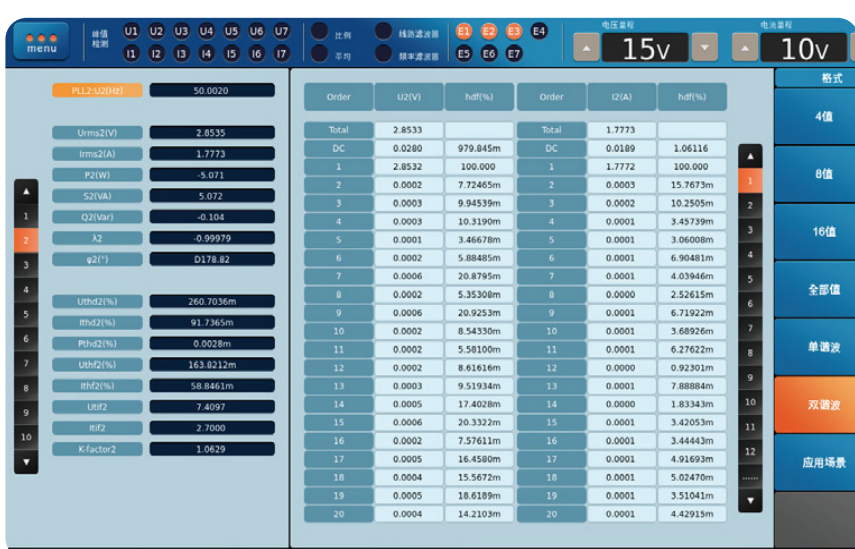 menu
峰值
检测
U1 U2 U3 U4 U5 U6 U7
I1 I2 I3 I4 I5 I6 I7
比例
平均
线路滤波器
频率滤波器
E1 E2 E3 E4
E5 E6 E7
电压量程
15V
电流量程
10V
PLL2:U2(Hz) 50.0020
Urms2(V) 2.8535
Irms2(A) 1.7773
P2(W) -5.071
S2(VA) 5.072
Q2(Var) -0.104
λ2 -0.99979
φ2(°) D178.82
Uthd2(%) 260.7036m
Ithd2(%) 91.7365m
Pthd2(%) 0.0028m
Uthf2(%) 163.8212m
Ithf2(%) 58.8461m
Utif2 7.4097
Itif2 2.7000
K-factor2 1.0629
1
2
3
4
5
6
7
8
9
10
Order U2(V) hdf(%) Order I2(A) hdf(%)
Total 2.8533 Total 1.7773
DC 0.0280 979.845m DC 0.0189 1.06116
1 2.8532 100.000 1 1.7772 100.000
2 0.0002 7.72465m 2 0.0003 15.7673m
3 0.0003 9.94539m 3 0.0002 10.2505m
4 0.0003 10.3190m 4 0.0001 3.45739m
5 0.0001 3.46678m 5 0.0001 3.06008m
6 0.0002 5.88485m 6 0.0001 6.90481m
7 0.0006 20.8795m 7 0.0001 4.03946m
8 0.0002 5.35308m 8 0.0000 2.52615m
9 0.0006 20.9253m 9 0.0001 6.71922m
10 0.0002 8.54330m 10 0.0001 3.68926m
11 0.0002 5.58100m 11 0.0001 6.27622m
12 0.0002 8.61616m 12 0.0000 0.92301m
13 0.0003 9.51934m 13 0.0001 7.88884m
14 0.0005 17.4028m 14 0.0000 1.83343m
15 0.0006 20.3322m 15 0.0001 3.42053m
16 0.0002 7.57611m 16 0.0001 3.44443m
17 0.0005 16.4580m 17 0.0001 4.91693m
18 0.0004 15.5672m 18 0.0001 5.02470m
19 0.0005 18.6189m 19 0.0001 3.51041m
20 0.0004 14.2103m 20 0.0001 4.42915m
1
2
3
4
5
6
7
8
9
10
11
12
......
格式
4值
8值
16值
全部值
单谐波
双谐波
应用场景